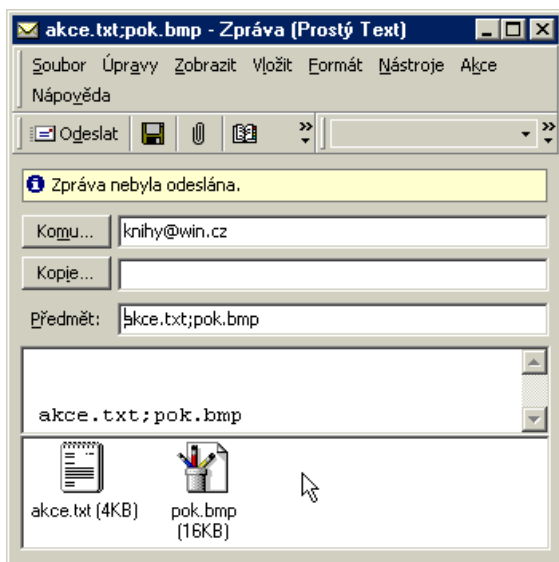 akce.txt;pok.bmp - Zpráva (Prostý Text)
Soubor Úpravy Zobrazit Vložit Formát Nástroje Akce
Nápověda
Odeslat
Zpráva nebyla odeslána.
Komu... knihy@win.cz
Kopie...
Předmět: akce.txt;pok.bmp
akce.txt;pok.bmp
akce.txt (4KB) pok.bmp
(16KB)